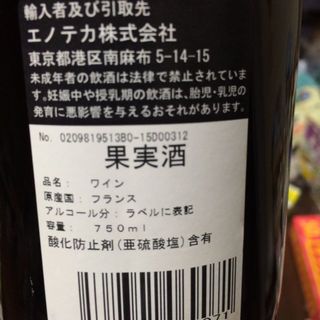 輸入者及び引取先
エノテカ株式会社
東京都港区南麻布 5-14-15
未成年者の飲酒は法律で禁止されていま
す。妊娠中や授乳期の飲酒は、胎児・乳児の
発育に悪影響を与えるおそれがあります。
No. 0209819513B0-15D00312
果実酒
品名: ワイン
原産国: フランス
アルコール分: ラベルに表記
容量: 750ml
酸化防止剤(亜硫酸塩)含有